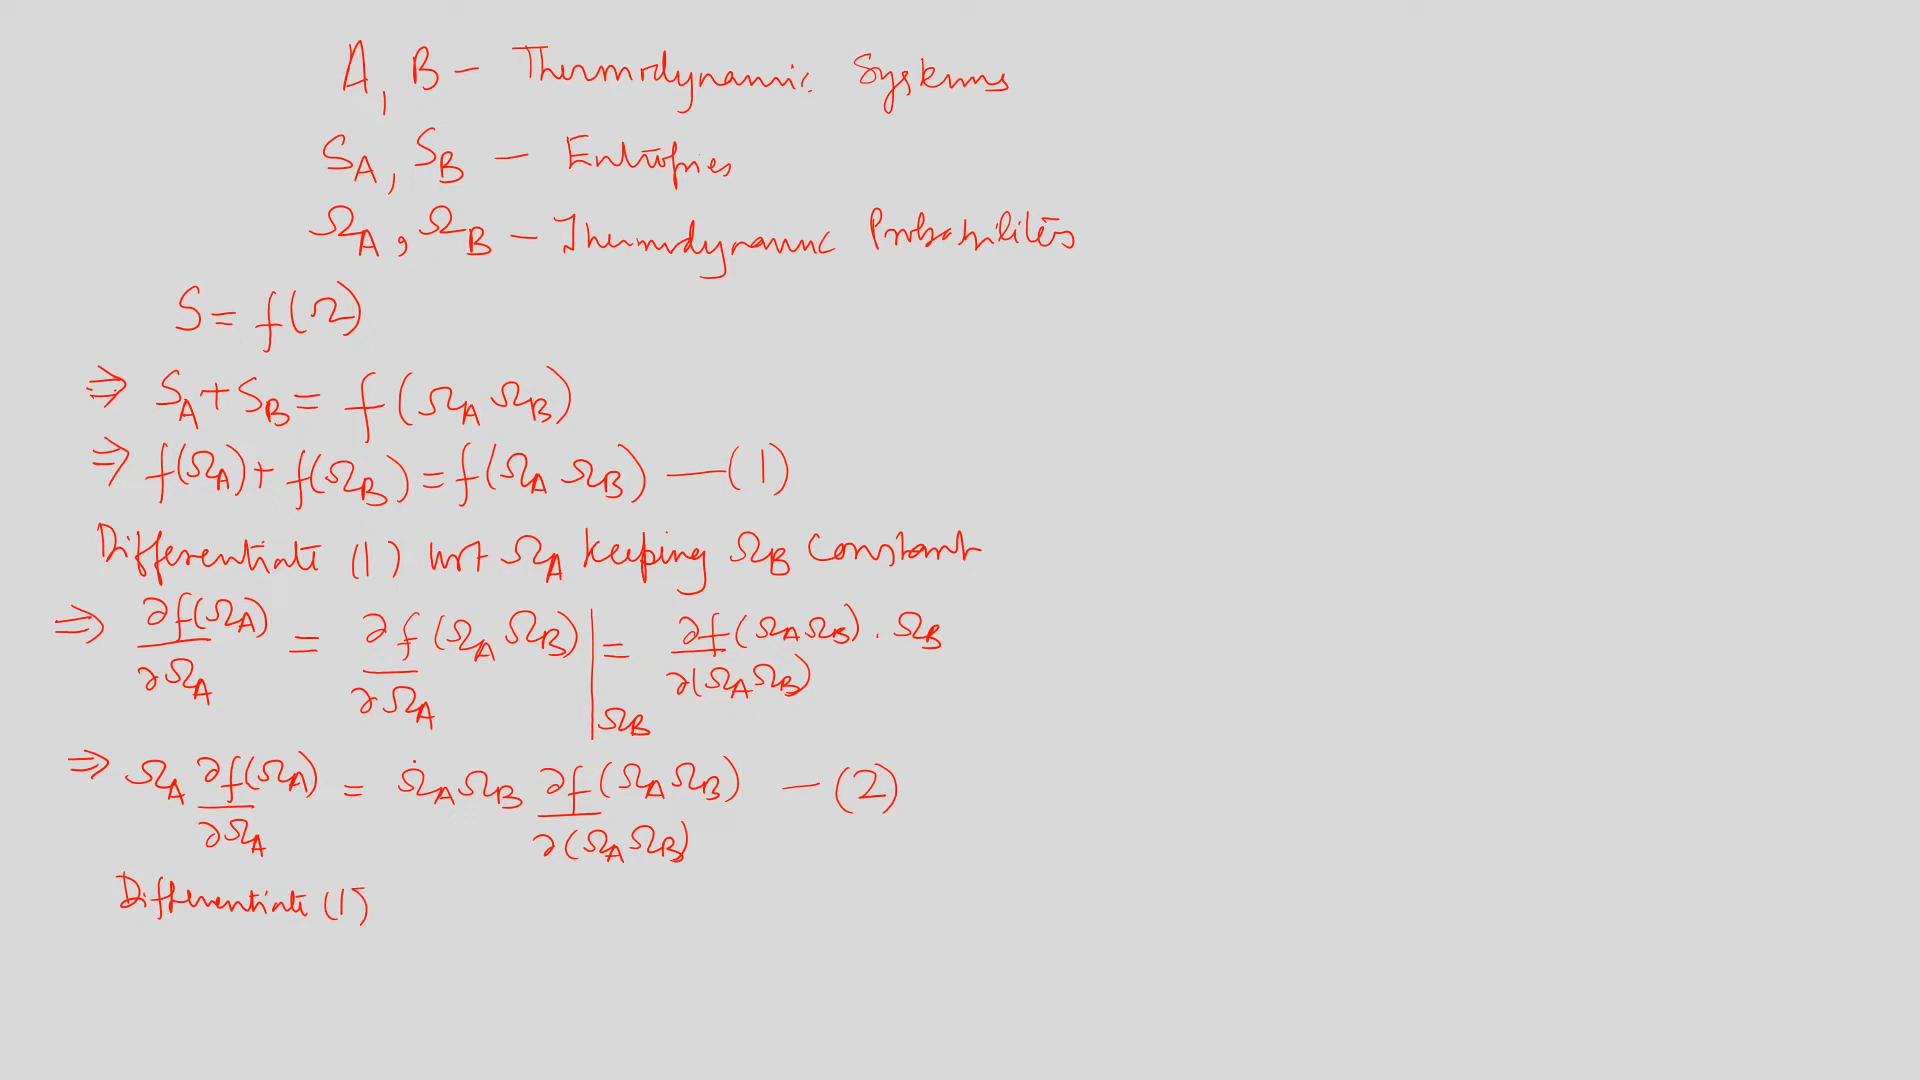 A, B – Thermodynamic Systems
S_A, S_B – Entropies
Ω_A, Ω_B – Thermodynamic Probabilities
S = f(Ω)
⇒ S_A + S_B = f(Ω_A Ω_B)
⇒ f(Ω_A) + f(Ω_B) = f(Ω_A Ω_B) —(1)
Differentiate (1) wrt Ω_A keeping Ω_B constant
⇒ ∂f(Ω_A)/∂Ω_A = ∂f(Ω_A Ω_B)/∂Ω_A |_Ω_B = ∂f(Ω_A Ω_B)/∂(Ω_A Ω_B) . Ω_B
⇒ Ω_A ∂f(Ω_A)/∂Ω_A = Ω_A Ω_B ∂f(Ω_A Ω_B)/∂(Ω_A Ω_B) —(2)
Differentiate (1)